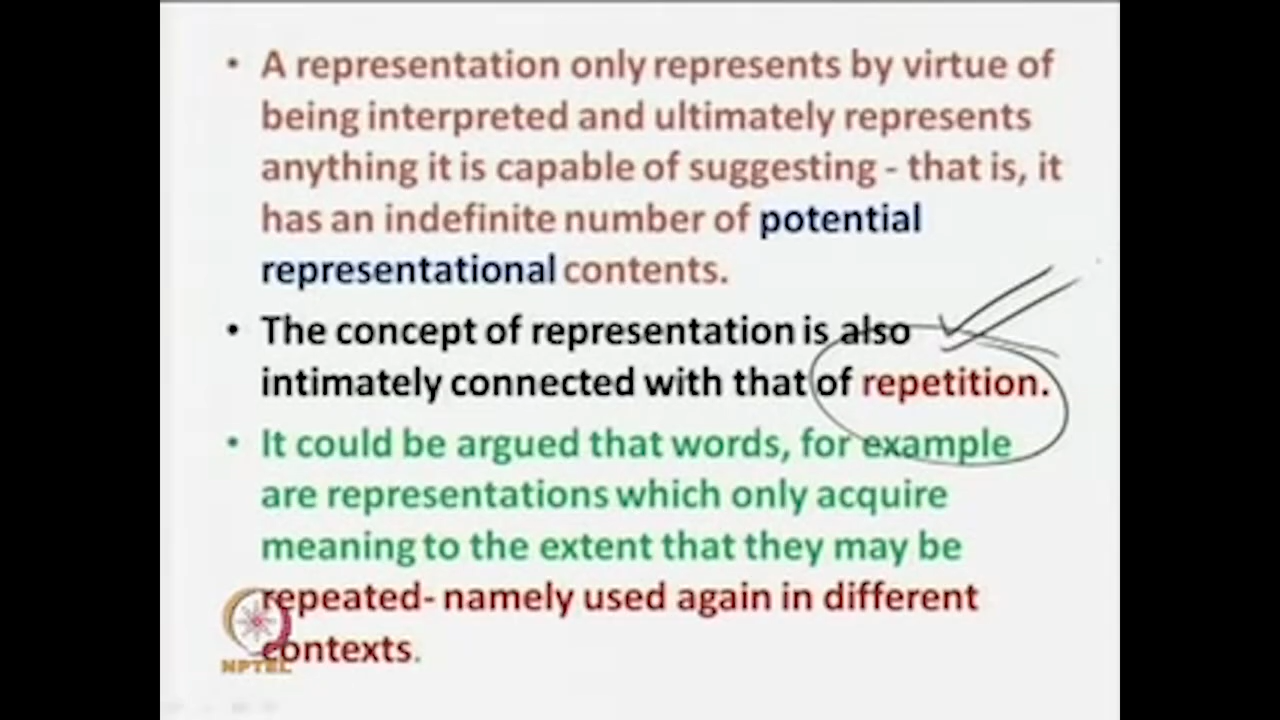 • A representation only represents by virtue of
being interpreted and ultimately represents
anything it is capable of suggesting - that is, it
has an indefinite number of potential
representational contents.
• The concept of representation is also
intimately connected with that of repetition.
• It could be argued that words, for example
are representations which only acquire
meaning to the extent that they may be
repeated- namely used again in different
contexts.
NPTEL